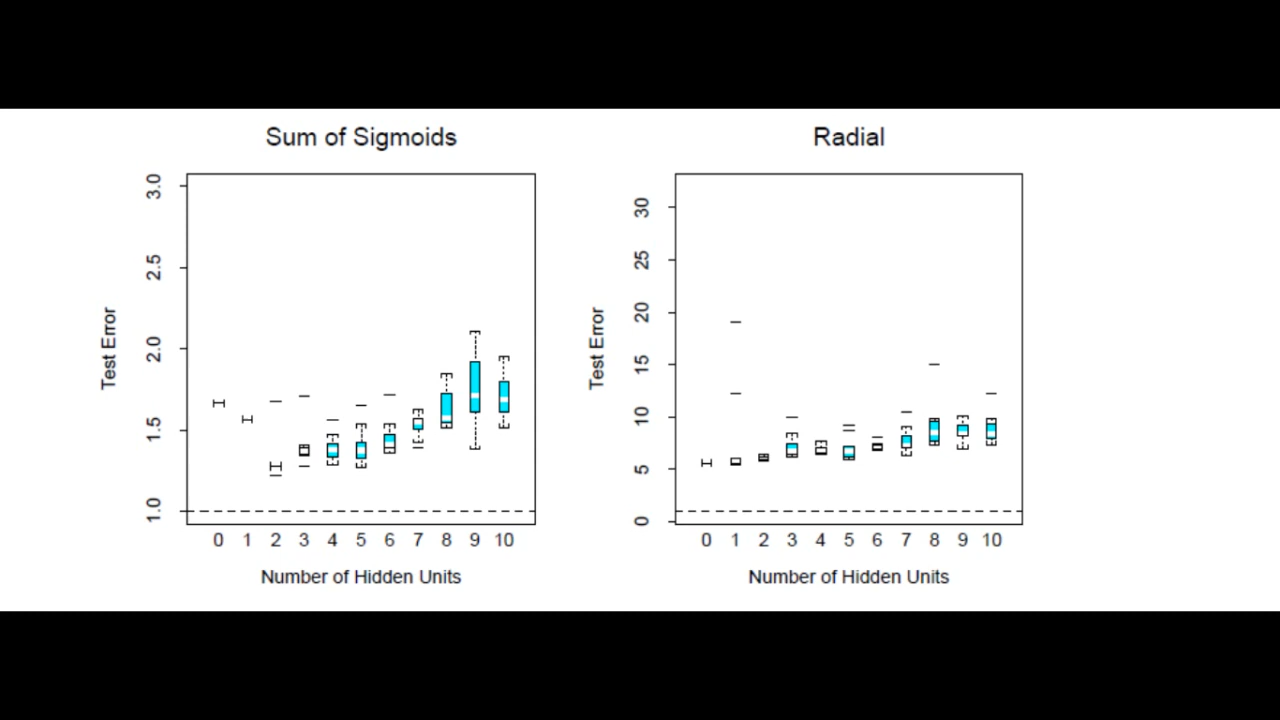 Sum of Sigmoids
Test Error
3.0
2.5
2.0
1.5
1.0
0 1 2 3 4 5 6 7 8 9 10
Number of Hidden Units
Radial
Test Error
30
25
20
15
10
5
0
0 1 2 3 4 5 6 7 8 9 10
Number of Hidden Units